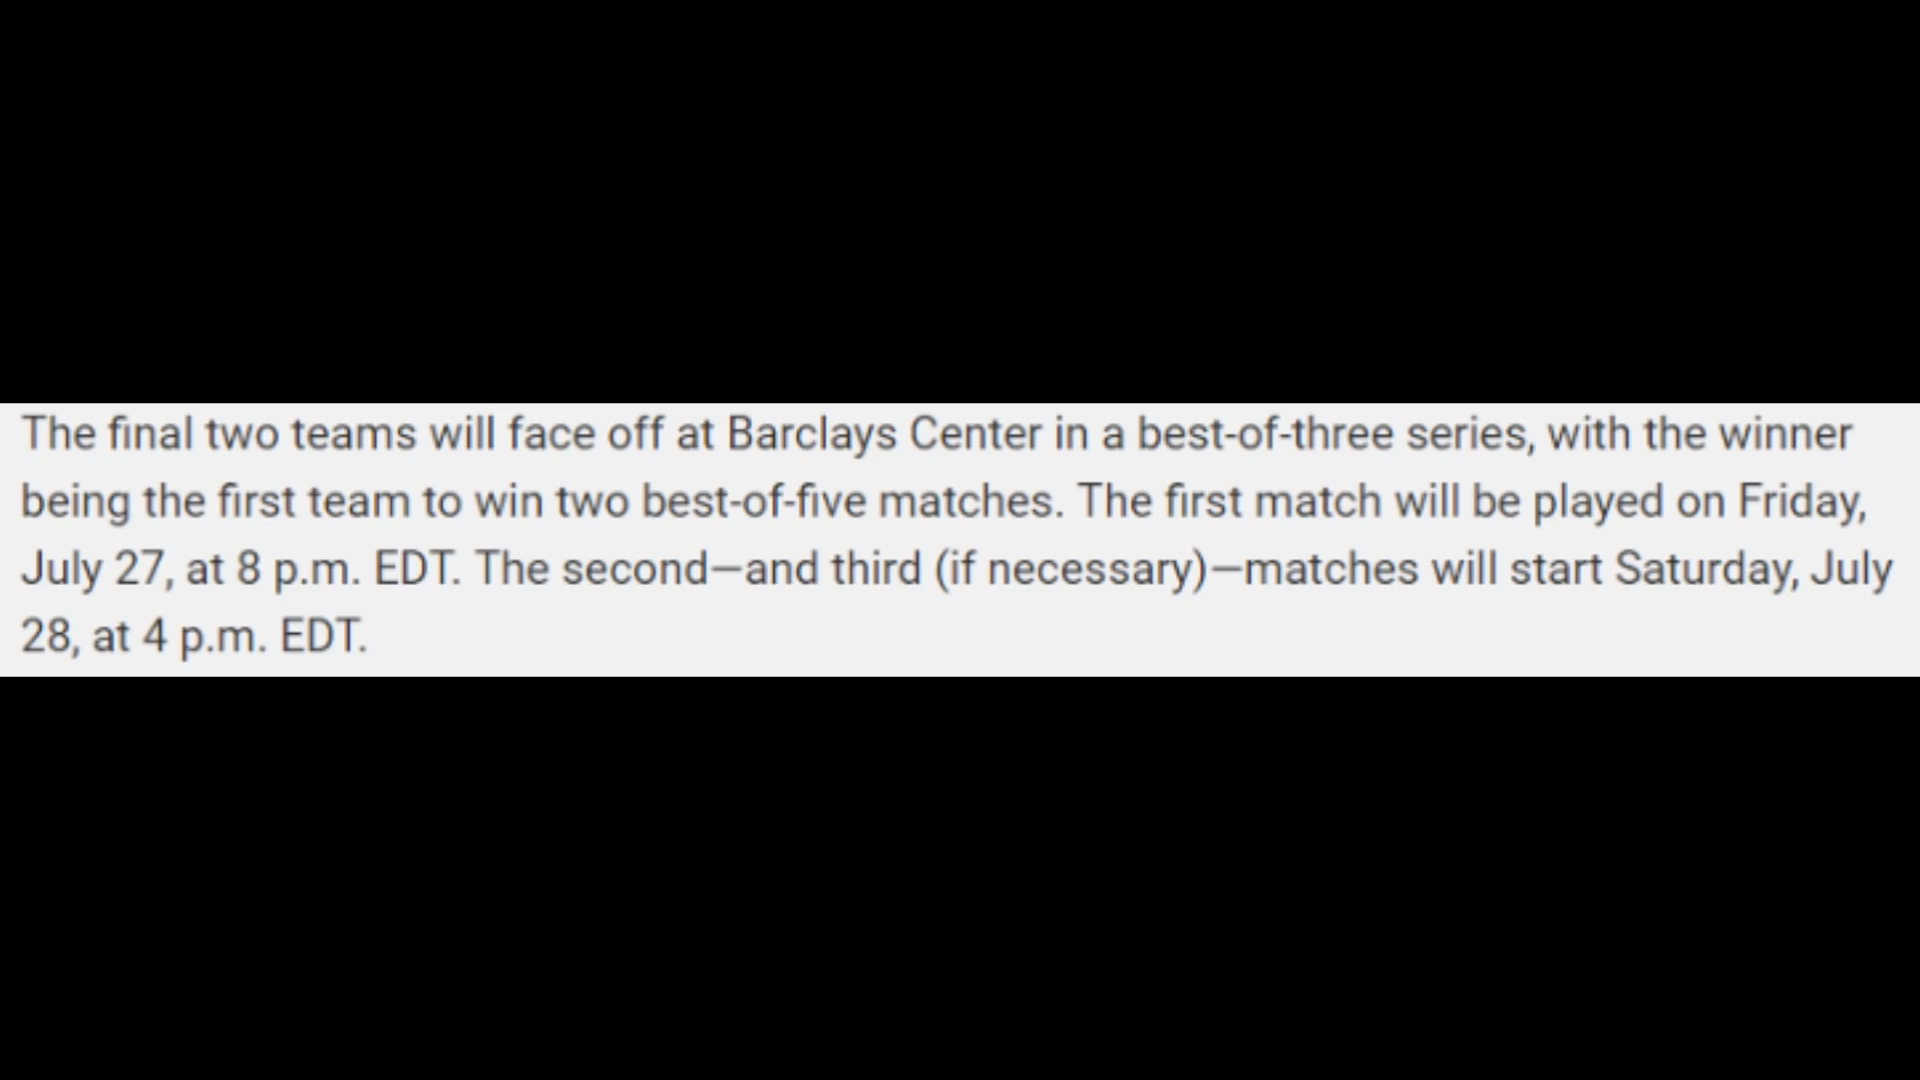 The final two teams will face off at Barclays Center in a best-of-three series, with the winner
being the first team to win two best-of-five matches. The first match will be played on Friday,
July 27, at 8 p.m. EDT. The second—and third (if necessary)—matches will start Saturday, July
28, at 4 p.m. EDT.